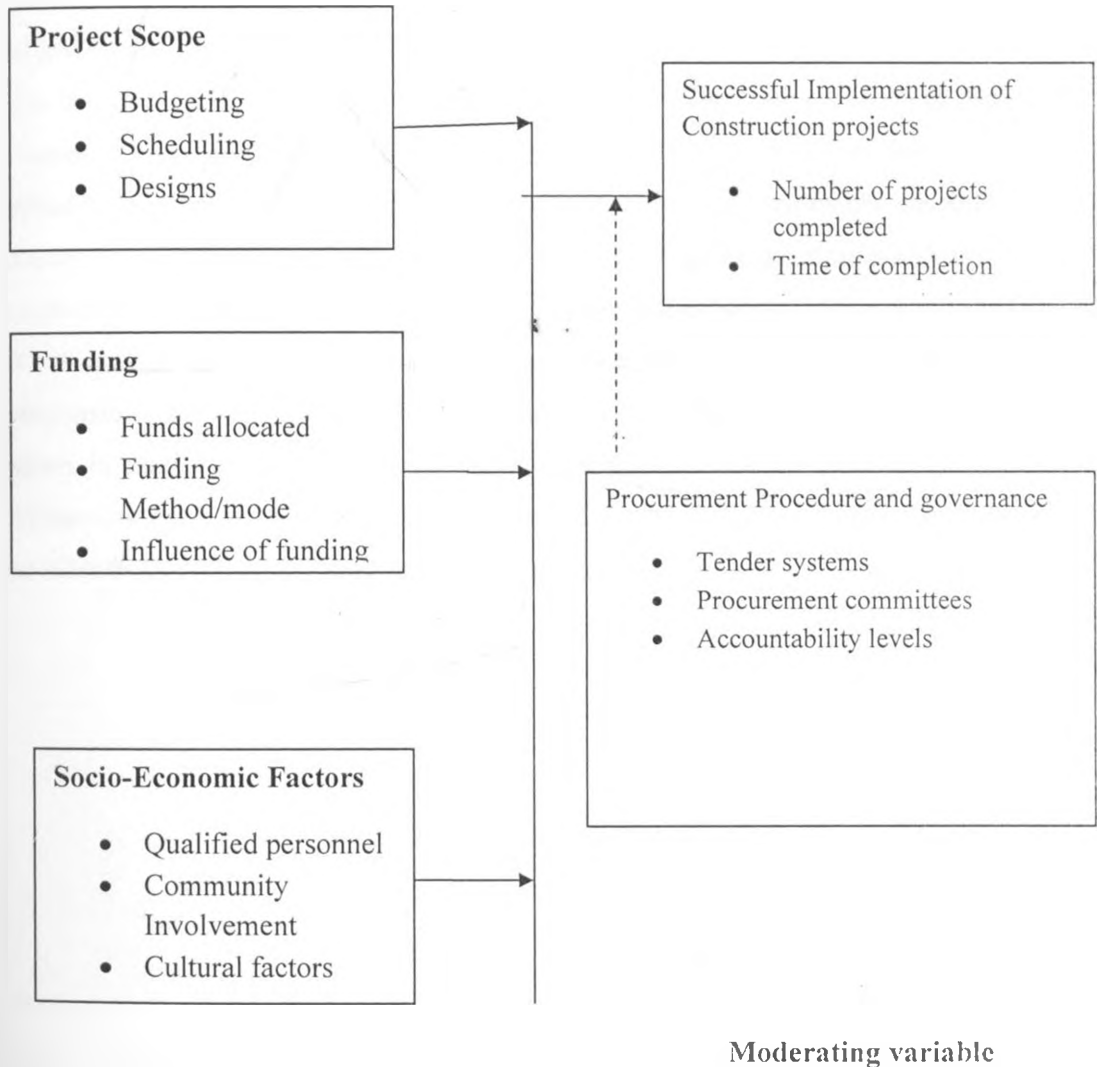 Project Scope
• Budgeting
• Scheduling
• Designs
Successful Implementation of
Construction projects
• Number of projects
completed
• Time of completion
Funding
• Funds allocated
• Funding
Method/mode
• Influence of funding
Procurement Procedure and governance
• Tender systems
• Procurement committees
• Accountability levels
Socio-Economic Factors
• Qualified personnel
• Community
Involvement
• Cultural factors
Moderating variable